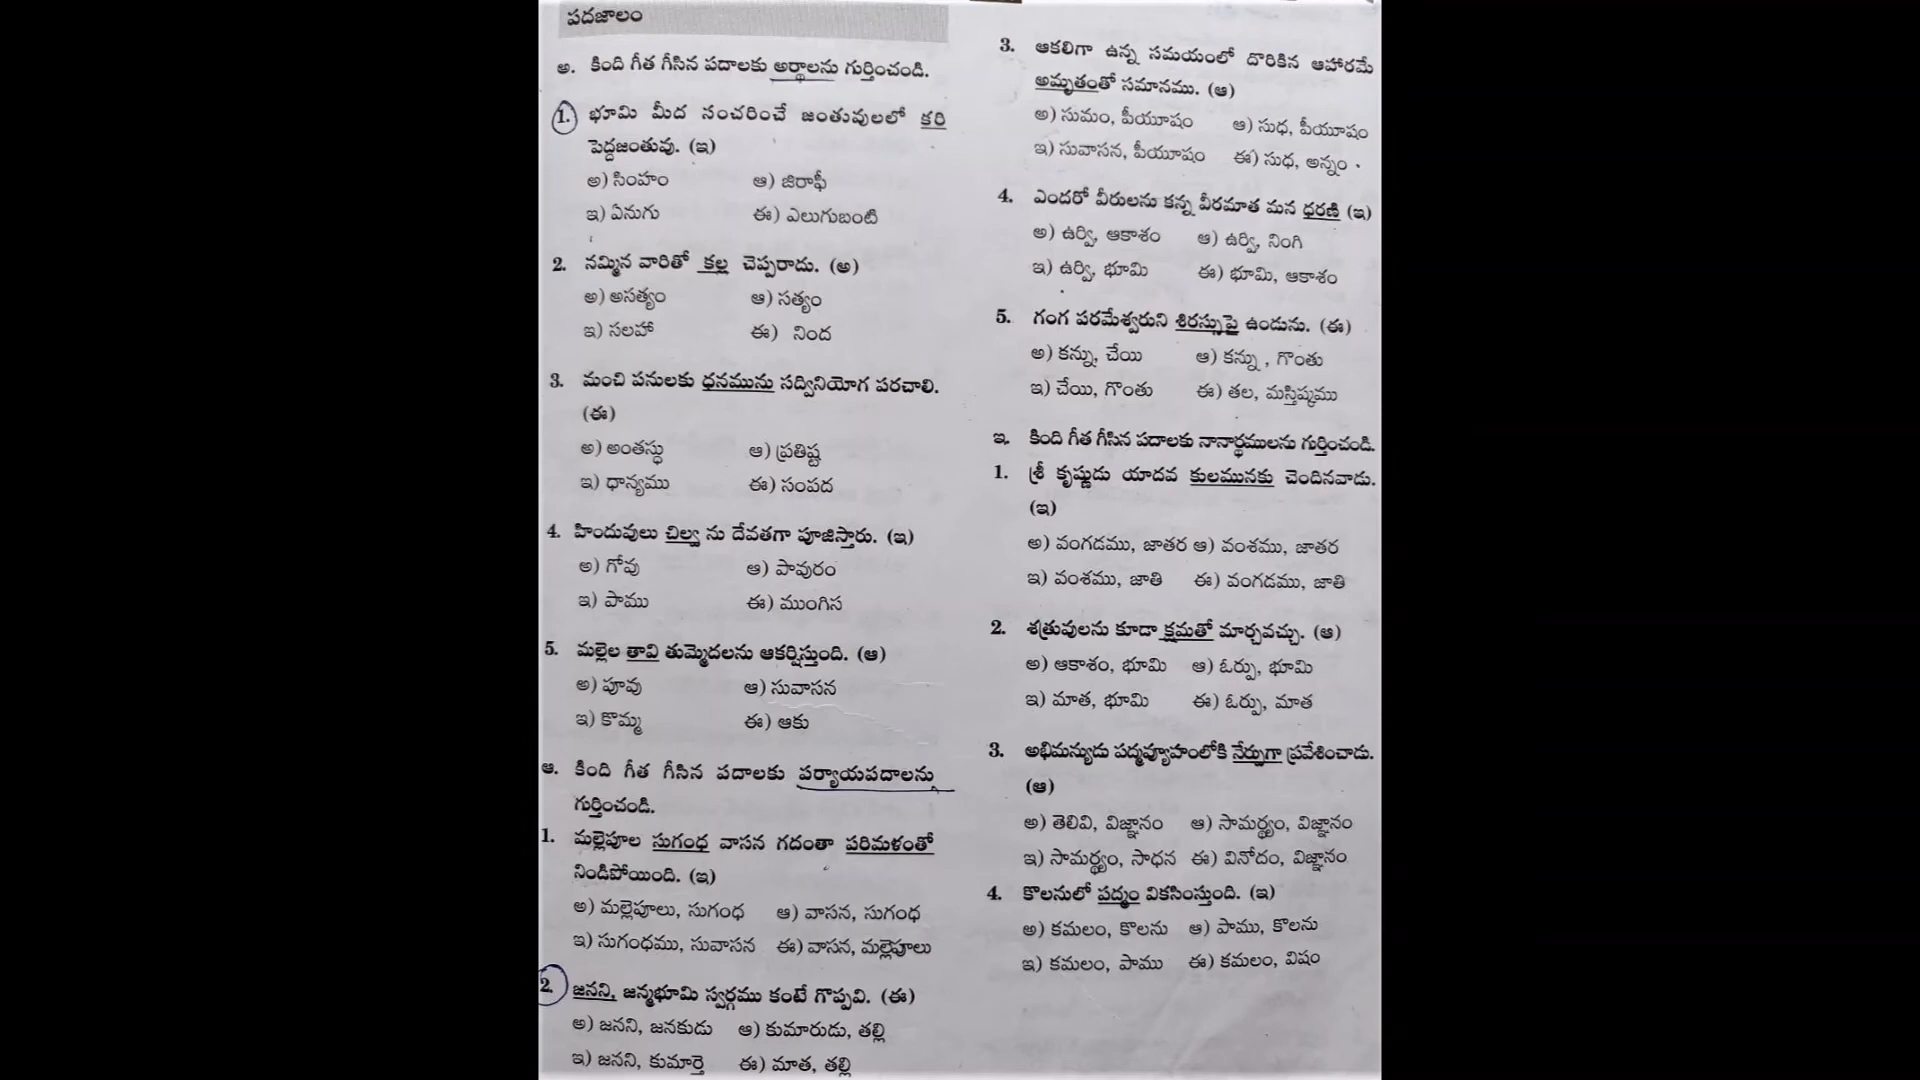 పదజాలం
అ. కింది గీత గీసిన పదాలకు అర్థాలను గుర్తించండి.
1. భూమి మీద సంచరించే జంతువులలో కరి
పెద్దజంతువు. (ఇ)
అ) సింహం ఆ) జిరాఫీ
ఇ) ఏనుగు ఈ) ఎలుగుబంటి
2. నమ్మిన వారితో కల్ల చెప్పరాదు. (అ)
అ) అసత్యం ఆ) సత్యం
ఇ) సలహా ఈ) నింద
3. మంచి పనులకు ధనమును సద్వినియోగ పరచాలి.
(ఈ)
అ) అంతస్థు ఆ) ప్రతిష్ట
ఇ) ధాన్యము ఈ) సంపద
4. హిందువులు చిల్వ ను దేవతగా పూజిస్తారు. (ఇ)
అ) గోవు ఆ) పావురం
ఇ) పాము ఈ) ముంగిస
5. మల్లెల తావి తుమ్మెదలను ఆకర్షిస్తుంది. (ఆ)
అ) పూవు ఆ) సువాసన
ఇ) కొమ్మ ఈ) ఆకు
ఆ. కింది గీత గీసిన పదాలకు పర్యాయపదాలను
గుర్తించండి.
1. మల్లెపూల సుగంధ వాసన గదంతా పరిమళంతో
నిండిపోయింది. (ఇ)
అ) మల్లెపూలు, సుగంధ ఆ) వాసన, సుగంధ
ఇ) సుగంధము, సువాసన ఈ) వాసన, మల్లెపూలు
2. జనని, జన్మభూమి స్వర్గము కంటే గొప్పవి. (ఈ)
అ) జనని, జనకుడు ఆ) కుమారుడు, తల్లి
ఇ) జనని, కుమార్తె ఈ) మాత, తల్లి
3. ఆకలిగా ఉన్న సమయంలో దొరికిన ఆహారమే
అమృతంతో సమానము. (ఆ)
అ) సుమం, పీయూషం ఆ) సుధ, పీయూషం
ఇ) సువాసన, పీయూషం ఈ) సుధ, అన్నం
4. ఎందరో వీరులను కన్న వీరమాత మన ధరణి (ఇ)
అ) ఉర్వి, ఆకాశం ఆ) ఉర్వి, నింగి
ఇ) ఉర్వి, భూమి ఈ) భూమి, ఆకాశం
5. గంగ పరమేశ్వరుని శిరస్సుపై ఉండును. (ఈ)
అ) కన్ను, చేయి ఆ) కన్ను , గొంతు
ఇ) చేయి, గొంతు ఈ) తల, మస్తిష్కము
ఇ. కింది గీత గీసిన పదాలకు నానార్థములను గుర్తించండి.
1. శ్రీ కృష్ణుడు యాదవ కులమునకు చెందినవాడు.
(ఇ)
అ) వంగడము, జాతర ఆ) వంశము, జాతర
ఇ) వంశము, జాతి ఈ) వంగడము, జాతి
2. శత్రువులను కూడా క్షమతో మార్చవచ్చు. (ఆ)
అ) ఆకాశం, భూమి ఆ) ఓర్పు, భూమి
ఇ) మాత, భూమి ఈ) ఓర్పు, మాత
3. అభిమన్యుడు పద్మవ్యూహంలోకి నేర్పుగా ప్రవేశించాడు.
(ఆ)
అ) తెలివి, విజ్ఞానం ఆ) సామర్థ్యం, విజ్ఞానం
ఇ) సామర్థ్యం, సాధన ఈ) వినోదం, విజ్ఞానం
4. కొలనులో పద్మం వికసింస్తుంది. (ఇ)
అ) కమలం, కొలను ఆ) పాము, కొలను
ఇ) కమలం, పాము ఈ) కమలం, విషం